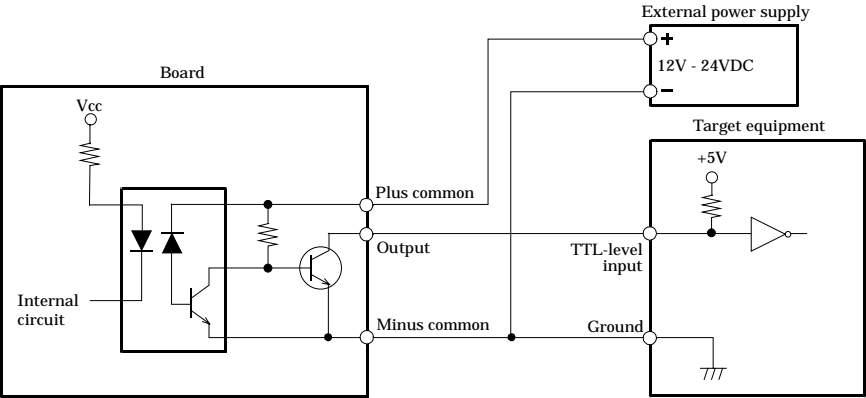 External power supply
+
12V - 24VDC
−
Board
Vcc
Target equipment
+5V
Plus common
Output
TTL-level
input
Internal
circuit
Minus common
Ground